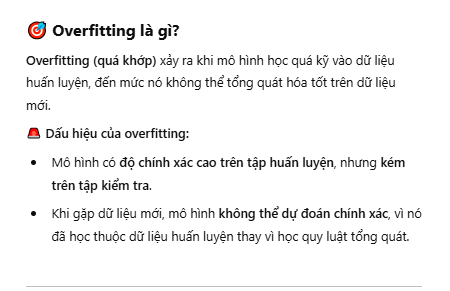 🎯 Overfitting là gì?
Overfitting (quá khớp) xảy ra khi mô hình học quá kỹ vào dữ liệu
huấn luyện, đến mức nó không thể tổng quát hóa tốt trên dữ liệu
mới.
🚨 Dấu hiệu của overfitting:
• Mô hình có độ chính xác cao trên tập huấn luyện, nhưng kém
trên tập kiểm tra.
• Khi gặp dữ liệu mới, mô hình không thể dự đoán chính xác, vì nó
đã học thuộc dữ liệu huấn luyện thay vì học quy luật tổng quát.